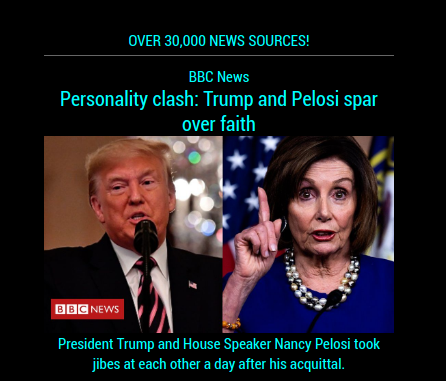 OVER 30,000 NEWS SOURCES!
BBC News
Personality clash: Trump and Pelosi spar
over faith
BBC NEWS
President Trump and House Speaker Nancy Pelosi took
jibes at each other a day after his acquittal.